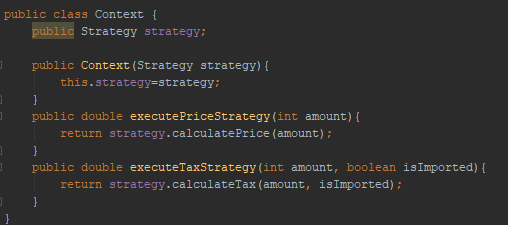 public class Context {
public Strategy strategy;
public Context(Strategy strategy){
this.strategy=strategy;
}
public double executePriceStrategy(int amount){
return strategy.calculatePrice(amount);
}
public double executeTaxStrategy(int amount, boolean isImported){
return strategy.calculateTax(amount, isImported);
}
}